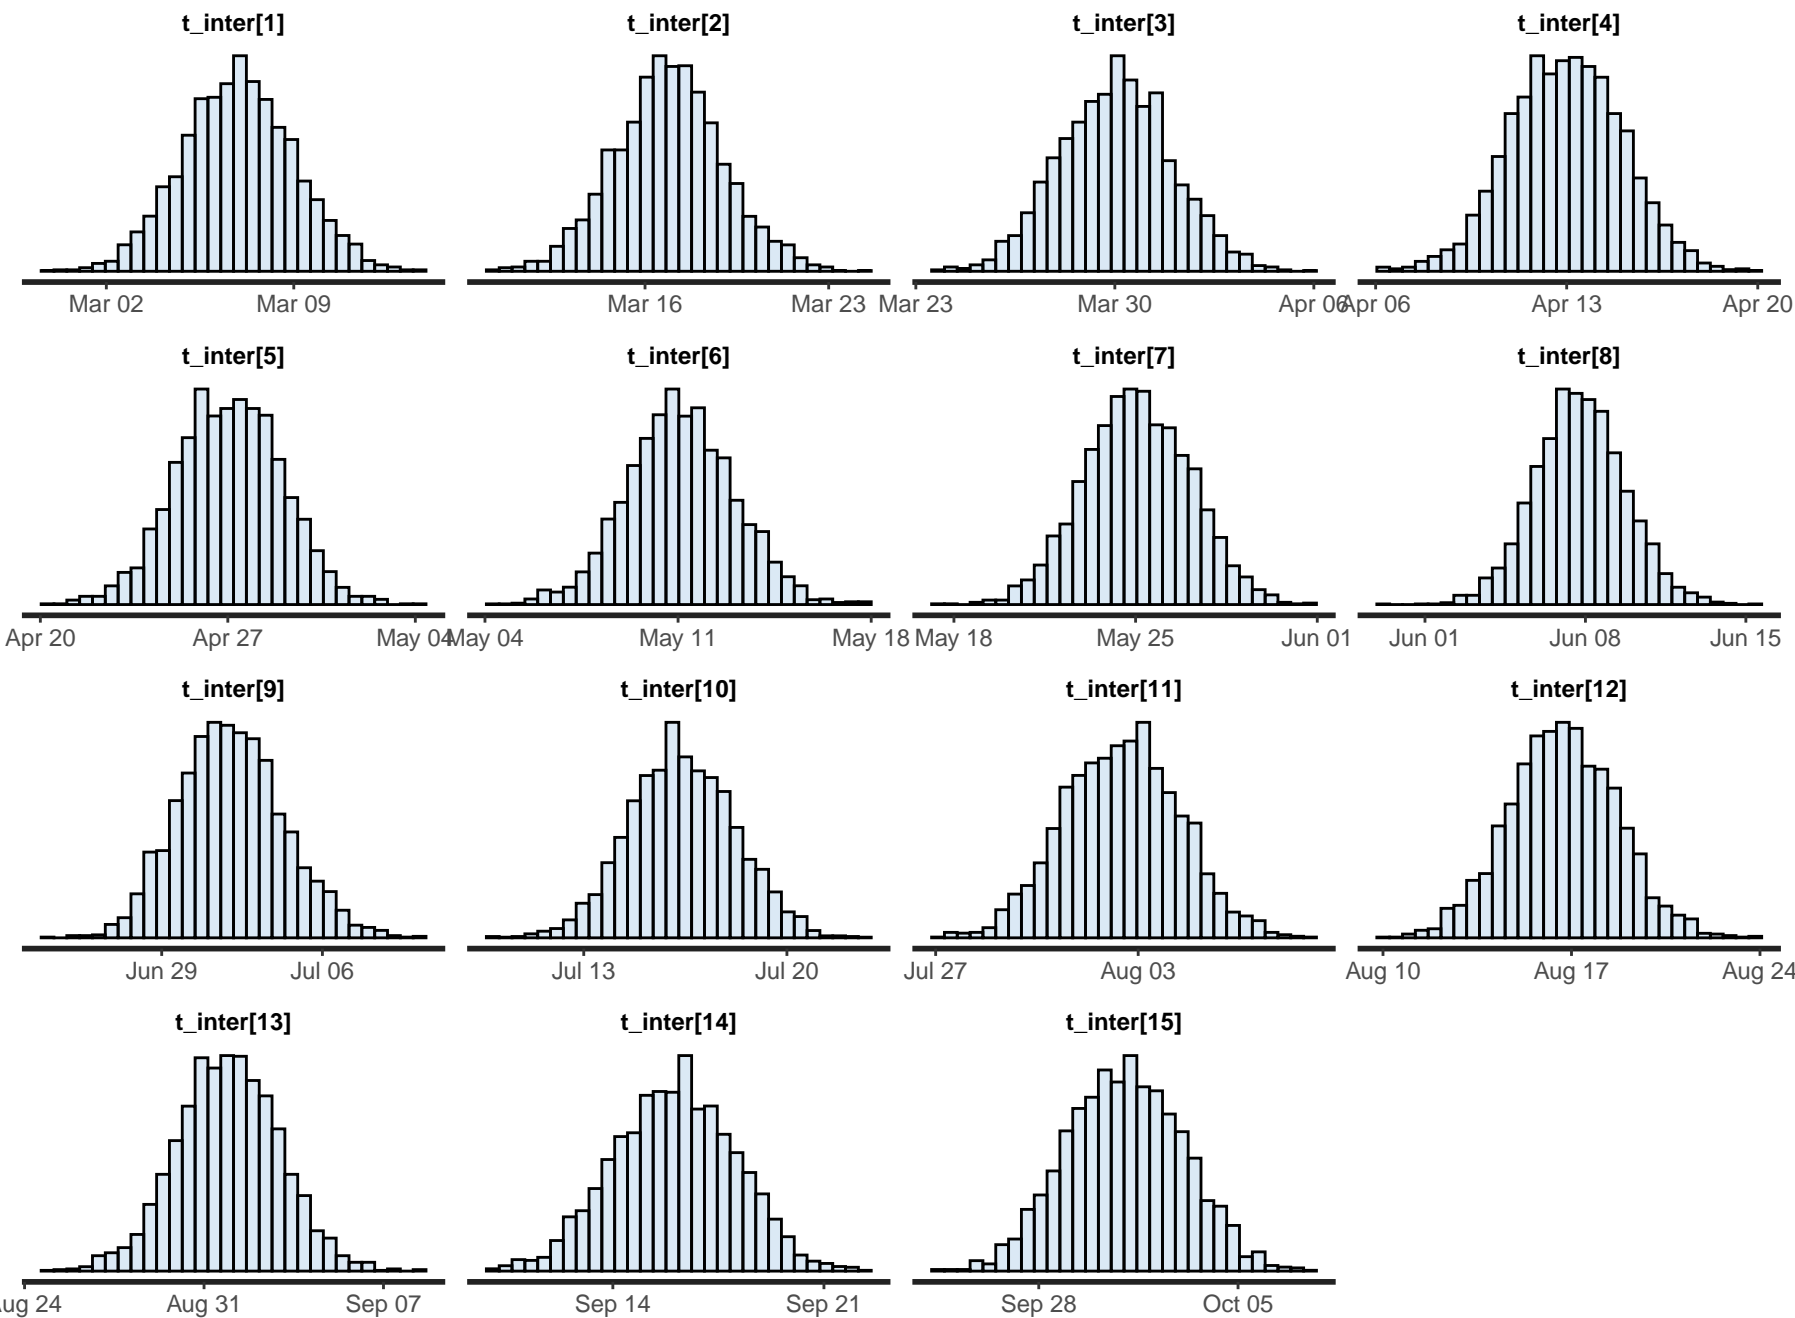 t_inter[1] t_inter[2] t_inter[3] t_inter[4]
Mar 02 Mar 09 Mar 16 Mar 23 Mar 23 Mar 30 Apr 06 Apr 06 Apr 13 Apr 20
t_inter[5] t_inter[6] t_inter[7] t_inter[8]
Apr 20 Apr 27 May 04 May 04 May 11 May 18 May 18 May 25 Jun 01 Jun 01 Jun 08 Jun 15
t_inter[9] t_inter[10] t_inter[11] t_inter[12]
Jun 29 Jul 06 Jul 13 Jul 20 Jul 27 Aug 03 Aug 10 Aug 17 Aug 24
t_inter[13] t_inter[14] t_inter[15]
ug 24 Aug 31 Sep 07 Sep 14 Sep 21 Sep 28 Oct 05